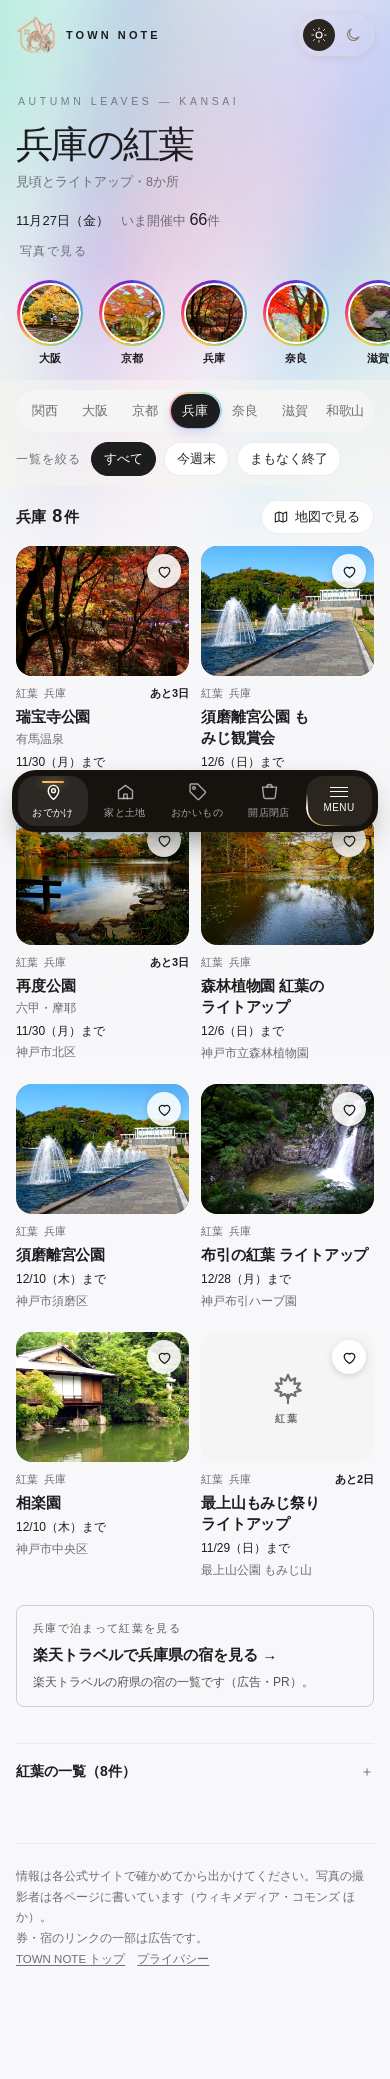 TOWN NOTE
AUTUMN LEAVES — KANSAI
兵庫の紅葉
見頃とライトアップ・8か所
11月27日（金） いま開催中 66件
写真で見る
大阪 京都 兵庫 奈良 滋賀
関西 大阪 京都 兵庫 奈良 滋賀 和歌山
一覧を絞る すべて 今週末 まもなく終了
兵庫 8件 地図で見る
紅葉 兵庫 あと3日
瑞宝寺公園
有馬温泉
11/30（月）まで
紅葉 兵庫
須磨離宮公園 も
みじ観賞会
12/6（日）まで
おでかけ 家と土地 おかいもの 開店閉店 MENU
紅葉 兵庫 あと3日
再度公園
六甲・摩耶
11/30（月）まで
神戸市北区
紅葉 兵庫
森林植物園 紅葉の
ライトアップ
12/6（日）まで
神戸市立森林植物園
紅葉 兵庫
須磨離宮公園
12/10（木）まで
神戸市須磨区
紅葉 兵庫
布引の紅葉 ライトアップ
12/28（月）まで
神戸布引ハーブ園
紅葉 兵庫
相楽園
12/10（木）まで
神戸市中央区
紅葉
紅葉 兵庫 あと2日
最上山もみじ祭り
ライトアップ
11/29（日）まで
最上山公園 もみじ山
兵庫で泊まって紅葉を見る
楽天トラベルで兵庫県の宿を見る →
楽天トラベルの府県の宿の一覧です（広告・PR）。
紅葉の一覧（8件） +
情報は各公式サイトで確かめてから出かけてください。写真の撮
影者は各ページに書いています（ウィキメディア・コモンズ ほ
か）。
券・宿のリンクの一部は広告です。
TOWN NOTE トップ プライバシー